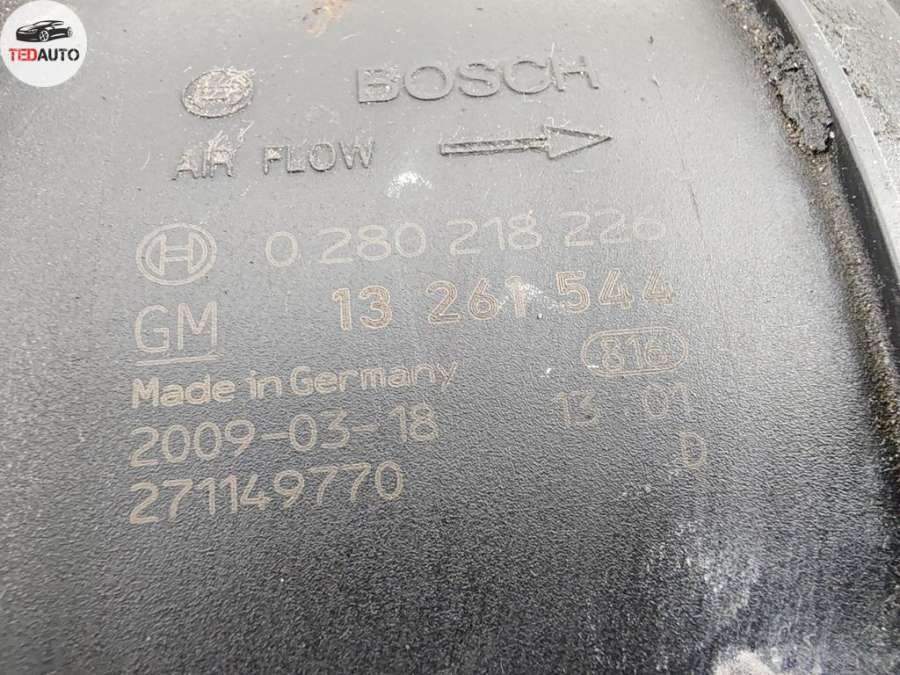 TEDAUTO
BOSCH
AIR FLOW
0 280 218 226
GM 13 261 544
816
Made in Germany
13.01
2009-03-18
D
271149770